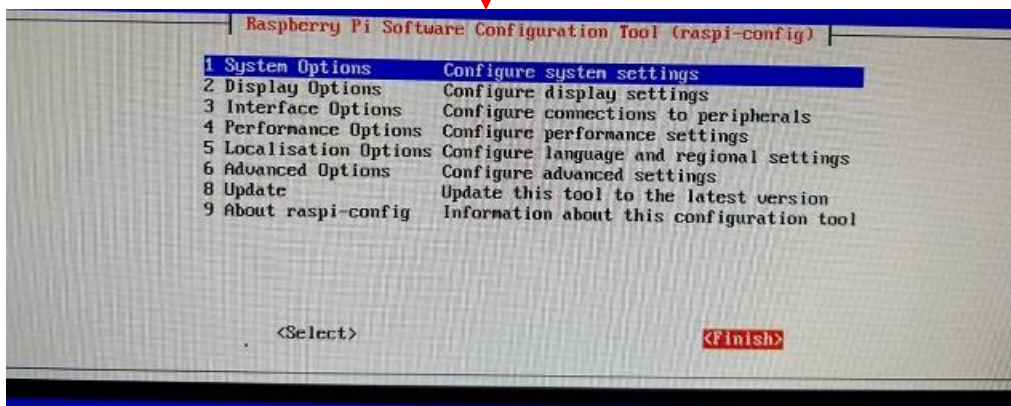 Raspberry Pi Software Configuration Tool (raspi-config)
1 System Options Configure system settings
2 Display Options Configure display settings
3 Interface Options Configure connections to peripherals
4 Performance Options Configure performance settings
5 Localisation Options Configure language and regional settings
6 Advanced Options Configure advanced settings
8 Update Update this tool to the latest version
9 About raspi-config Information about this configuration tool
<Select> <Finish>